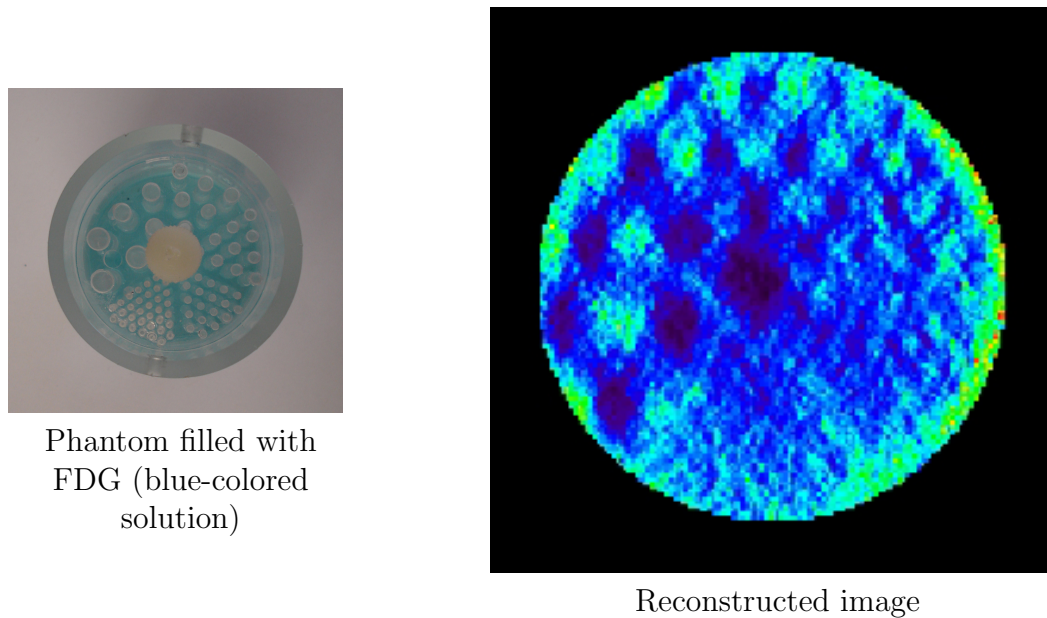 Phantom filled with
FDG (blue-colored
solution)
Reconstructed image